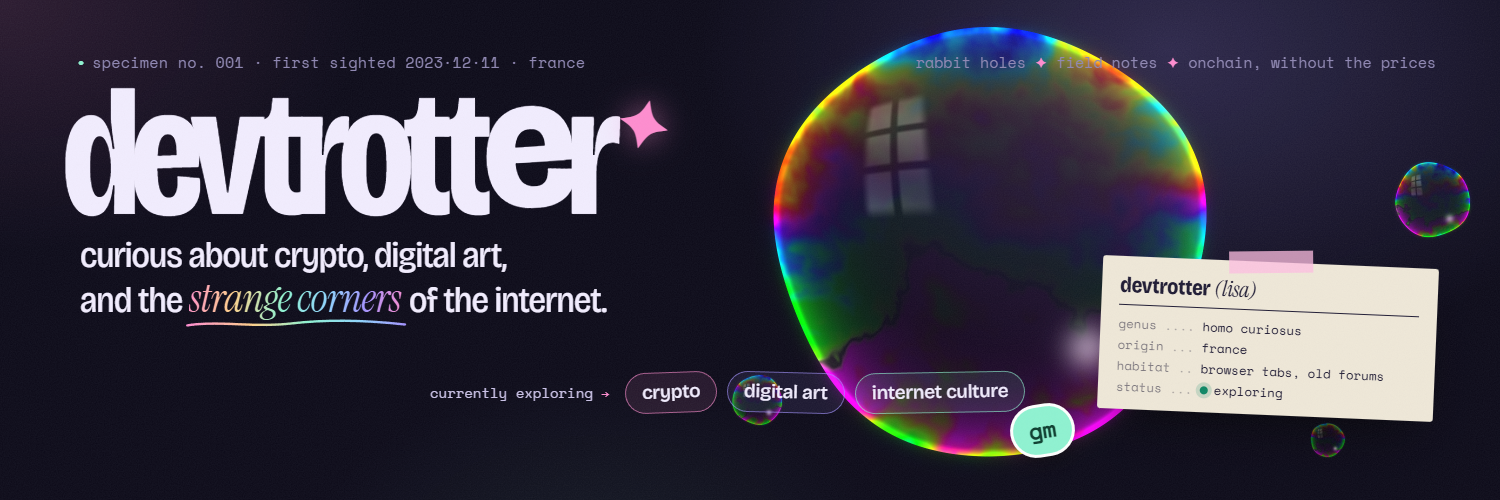 • specimen no. 001 · first sighted 2023·12·11 · france
rabbit holes ✦ field notes ✦ onchain, without the prices
devtrotter
curious about crypto, digital art,
and the strange corners of the internet.
currently exploring →
crypto
digital art
internet culture
gm
devtrotter (lisa)
genus .... homo curiosus
origin ... france
habitat .. browser tabs, old forums
status ... exploring